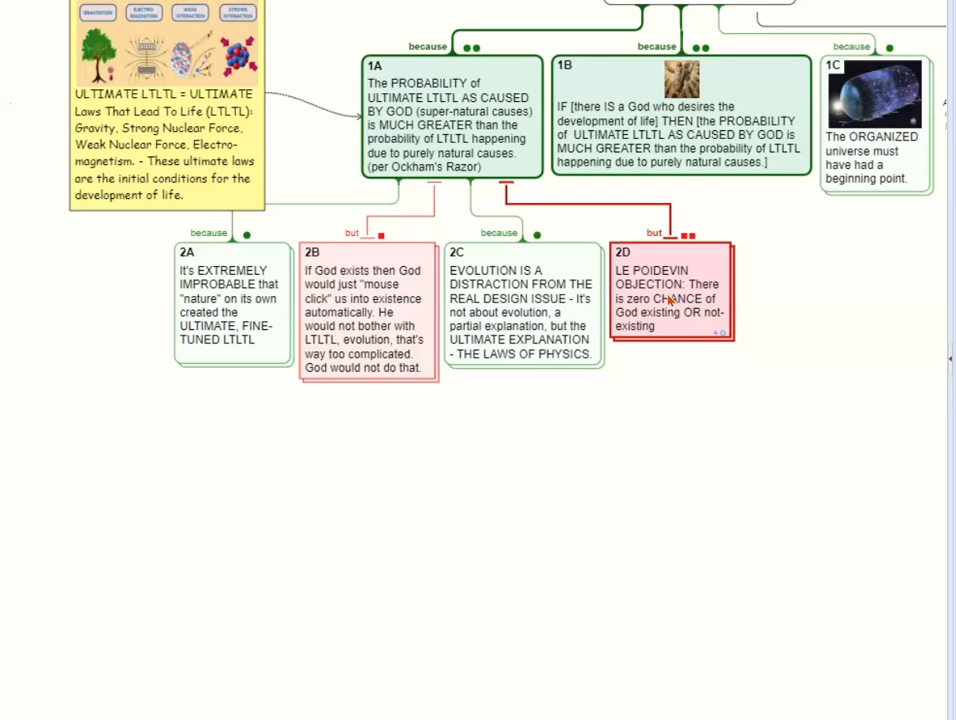 GRAVITATION
ELECTRO-
MAGNETISM
WEAK
INTERACTION
STRONG
INTERACTION
ULTIMATE LTLTL = ULTIMATE
Laws That Lead To Life (LTLTL):
Gravity, Strong Nuclear Force,
Weak Nuclear Force, Electro-
magnetism. - These ultimate laws
are the initial conditions for the
development of life.
because
1A
The PROBABILITY of
ULTIMATE LTLTL AS CAUSED
BY GOD (super-natural causes)
is MUCH GREATER than the
probability of LTLTL happening
due to purely natural causes.
(per Ockham's Razor)
because
1B
IF [there IS a God who desires the
development of life] THEN [the PROBABILITY
of ULTIMATE LTLTL AS CAUSED BY GOD is
MUCH GREATER than the probability of LTLTL
happening due to purely natural causes.]
because
1C
The ORGANIZED
universe must
have had a
beginning point.
because
2A
It's EXTREMELY
IMPROBABLE that
"nature" on its own
created the
ULTIMATE, FINE-
TUNED LTLTL
but
2B
If God exists then God
would just "mouse
click" us into existence
automatically. He
would not bother with
LTLTL, evolution, that's
way too complicated.
God would not do that.
because
2C
EVOLUTION IS A
DISTRACTION FROM THE
REAL DESIGN ISSUE - It's
not about evolution, a
partial explanation, but the
ULTIMATE EXPLANATION
- THE LAWS OF PHYSICS.
but
2D
LE POIDEVIN
OBJECTION: There
is zero CHANCE of
God existing OR not-
existing